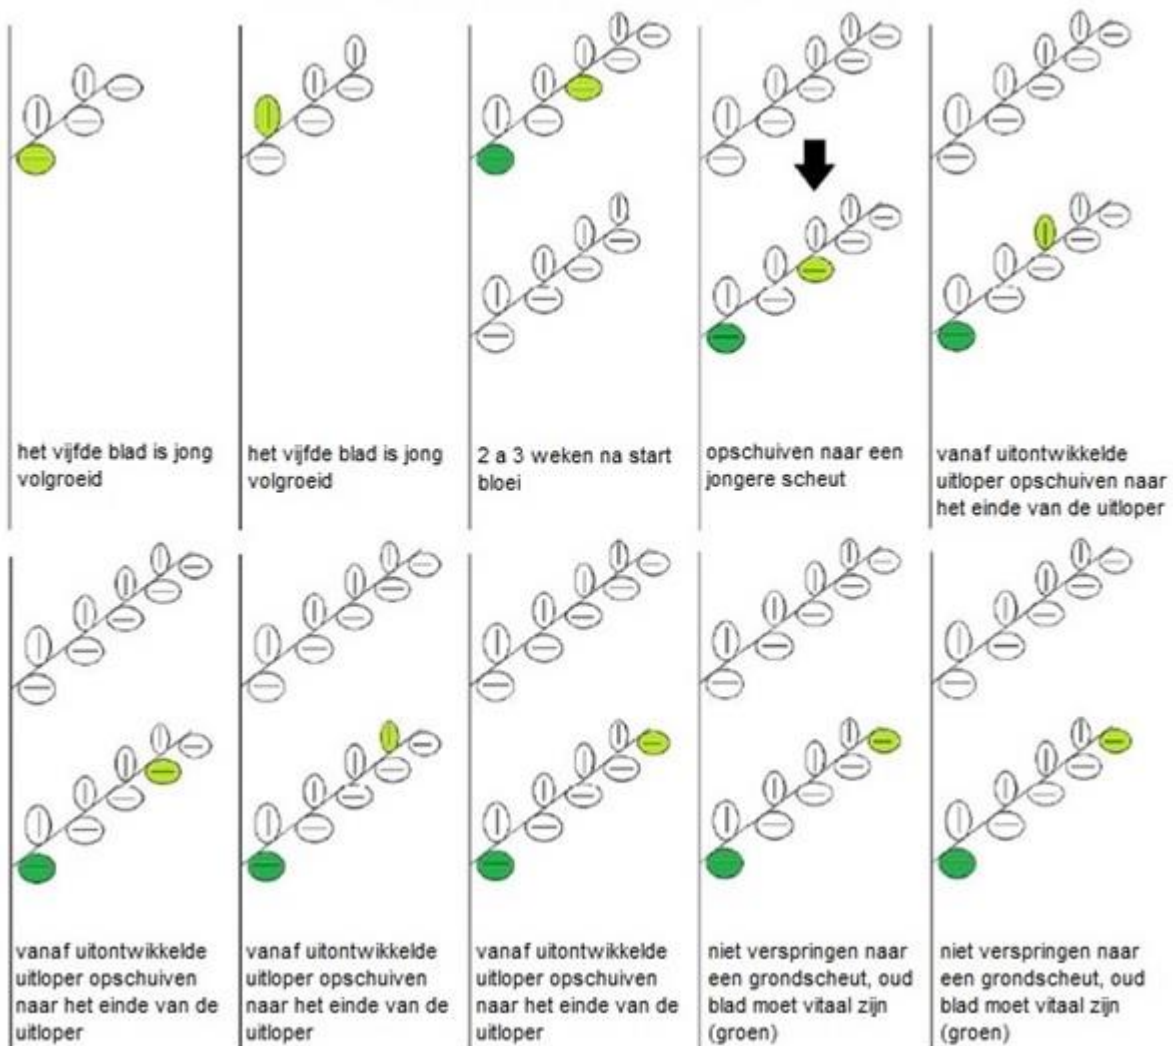 het vijfde blad is jong
volgroeid
het vijfde blad is jong
volgroeid
2 a 3 weken na start
bloei
opschuiven naar een
jongere scheut
vanaf uitontwikkelde
uitloper opschuiven naar
het einde van de uitloper
vanaf uitontwikkelde
uitloper opschuiven
naar het einde van de
uitloper
vanaf uitontwikkelde
uitloper opschuiven
naar het einde van de
uitloper
vanaf uitontwikkelde
uitloper opschuiven
naar het einde van de
uitloper
niet verspringen naar
een grondscheut, oud
blad moet vitaal zijn
(groen)
niet verspringen naar
een grondscheut, oud
blad moet vitaal zijn
(groen)